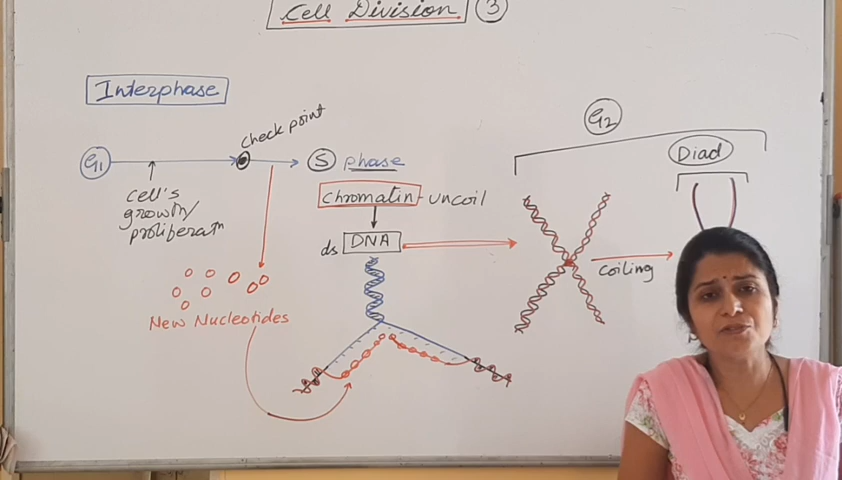 Cell Division 3
Interphase
G1
check point
S phase
cell's
growth/
proliferatn
chromatin - uncoil
ds DNA
New Nucleotides
G2
Diad
coiling